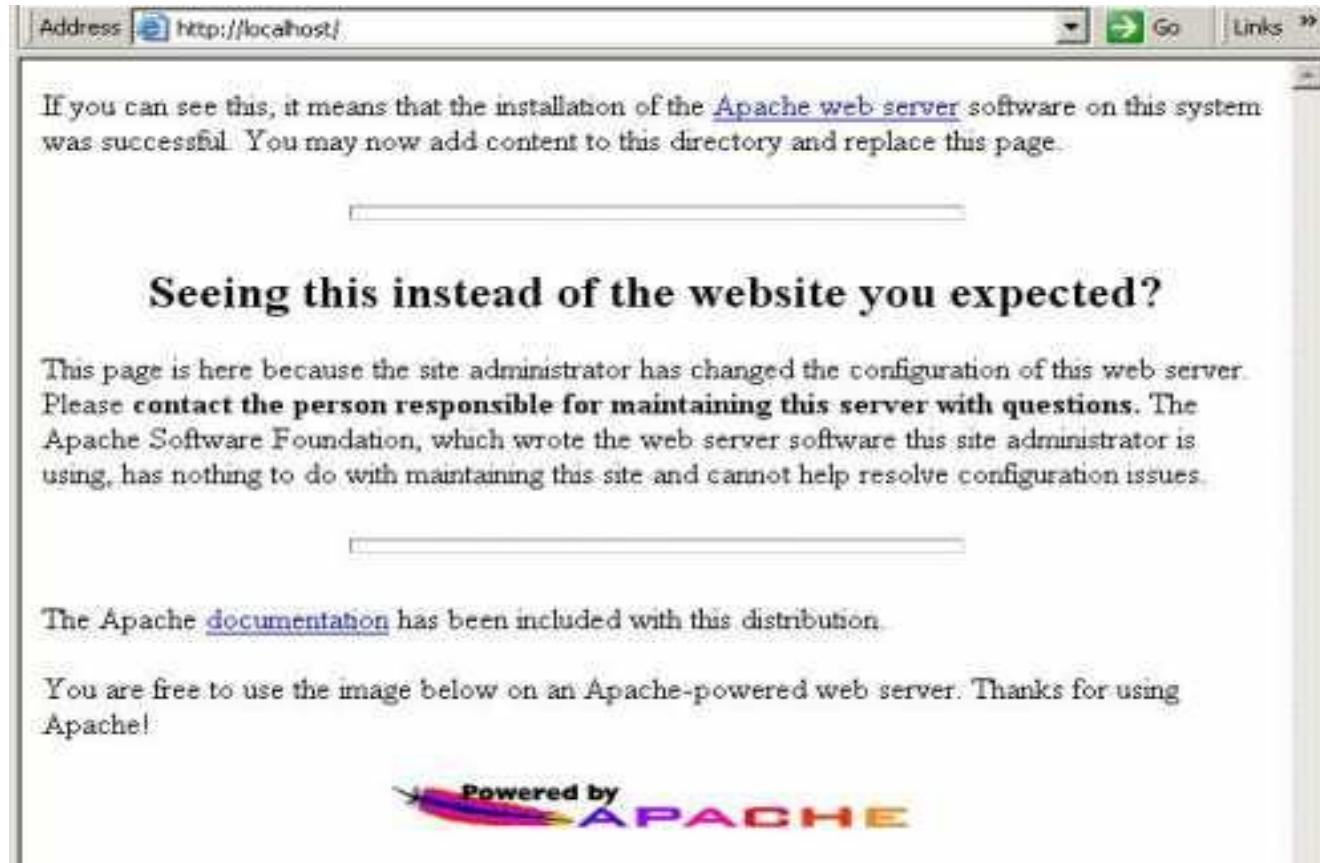 Address http://localhost/ Go Links »
If you can see this, it means that the installation of the Apache web server software on this system
was successful. You may now add content to this directory and replace this page.
Seeing this instead of the website you expected?
This page is here because the site administrator has changed the configuration of this web server.
Please contact the person responsible for maintaining this server with questions. The
Apache Software Foundation, which wrote the web server software this site administrator is
using, has nothing to do with maintaining this site and cannot help resolve configuration issues.
The Apache documentation has been included with this distribution.
You are free to use the image below on an Apache-powered web server. Thanks for using
Apache!
Powered by
APACHE